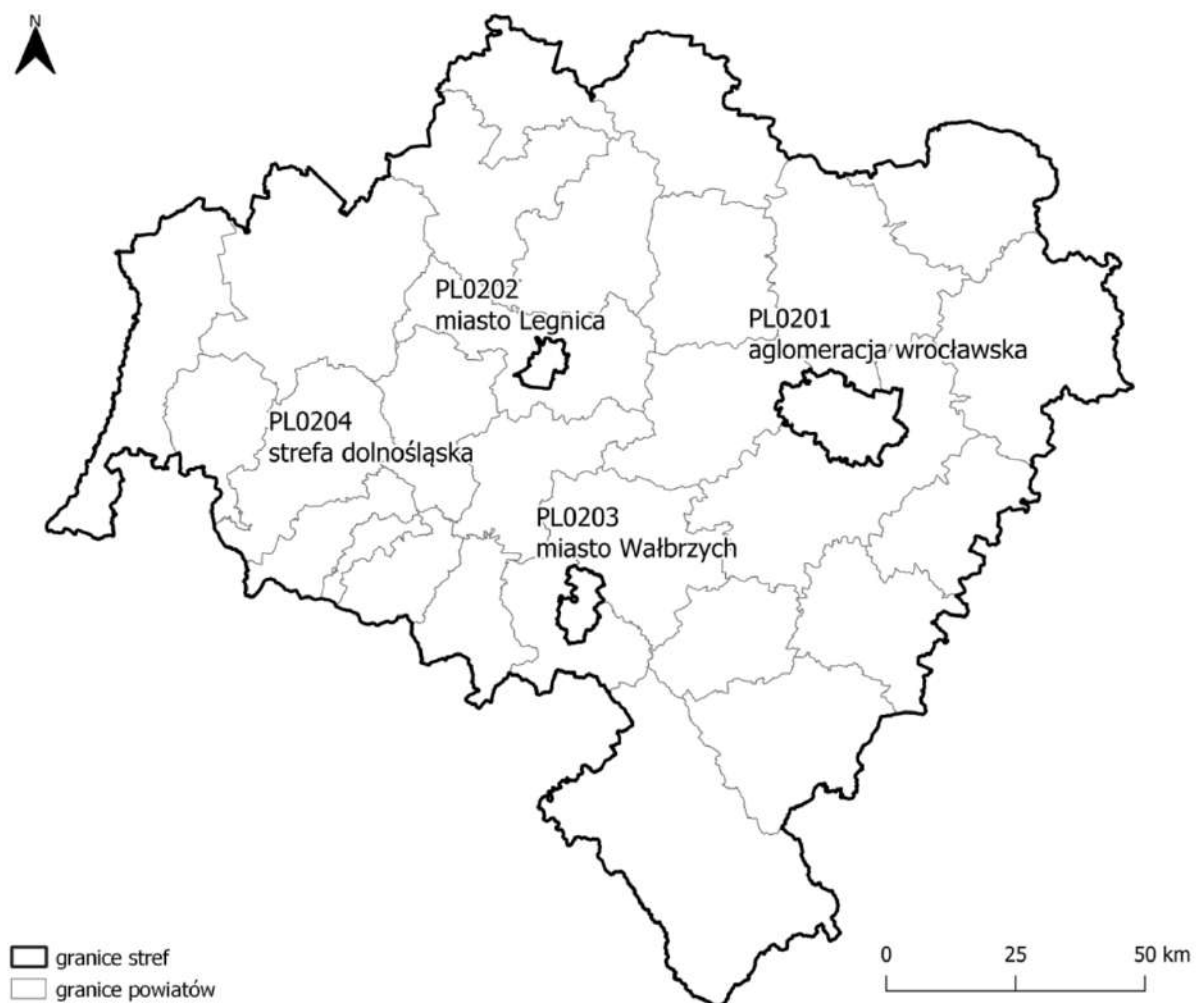 N
PL0202
miasto Legnica
PL0201
aglomeracja wrocławska
PL0204
strefa dolnośląska
PL0203
miasto Wałbrzych
granice stref
granice powiatów
0 25 50 km